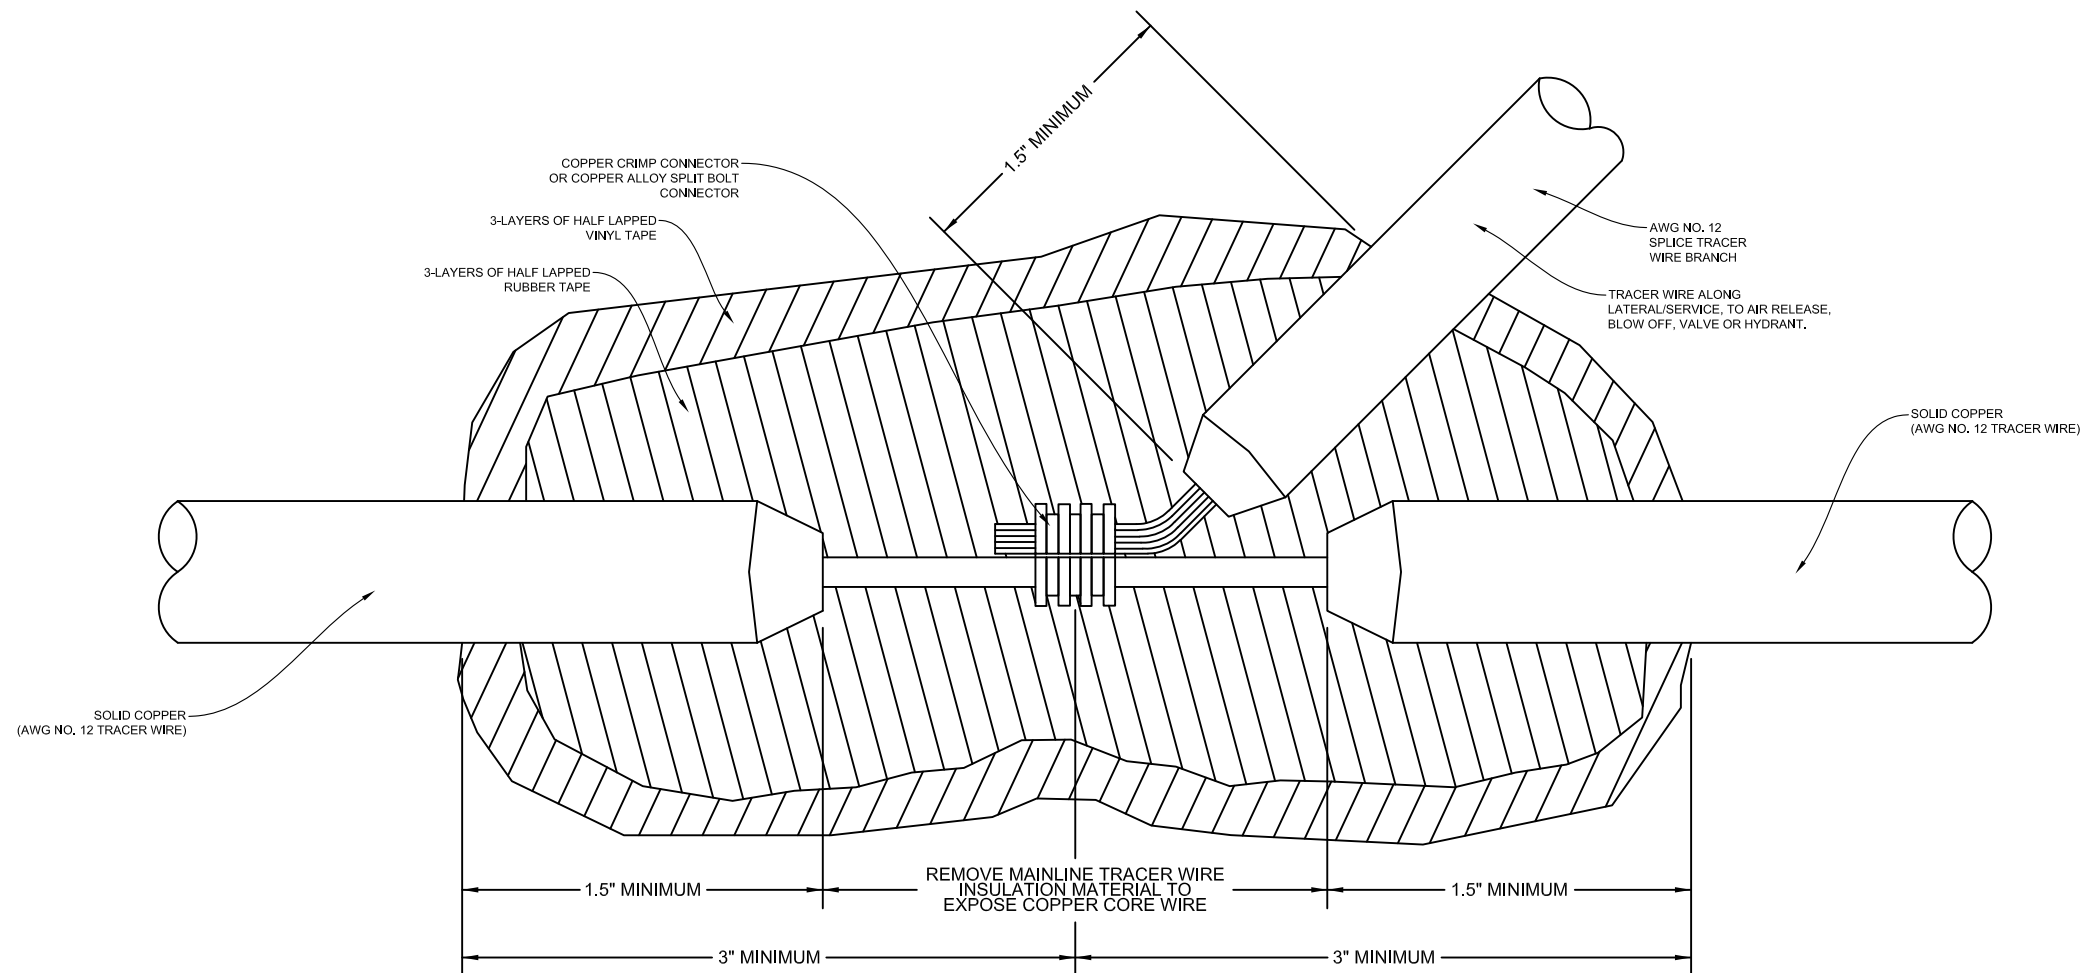 1.5" MINIMUM
COPPER CRIMP CONNECTOR
OR COPPER ALLOY SPLIT BOLT
CONNECTOR
3-LAYERS OF HALF LAPPED
VINYL TAPE
3-LAYERS OF HALF LAPPED
RUBBER TAPE
AWG NO. 12
SPLICE TRACER
WIRE BRANCH
TRACER WIRE ALONG
LATERAL/SERVICE, TO AIR RELEASE,
BLOW OFF, VALVE OR HYDRANT.
SOLID COPPER
(AWG NO. 12 TRACER WIRE)
SOLID COPPER
(AWG NO. 12 TRACER WIRE)
1.5" MINIMUM
REMOVE MAINLINE TRACER WIRE
INSULATION MATERIAL TO
EXPOSE COPPER CORE WIRE
1.5" MINIMUM
3" MINIMUM
3" MINIMUM